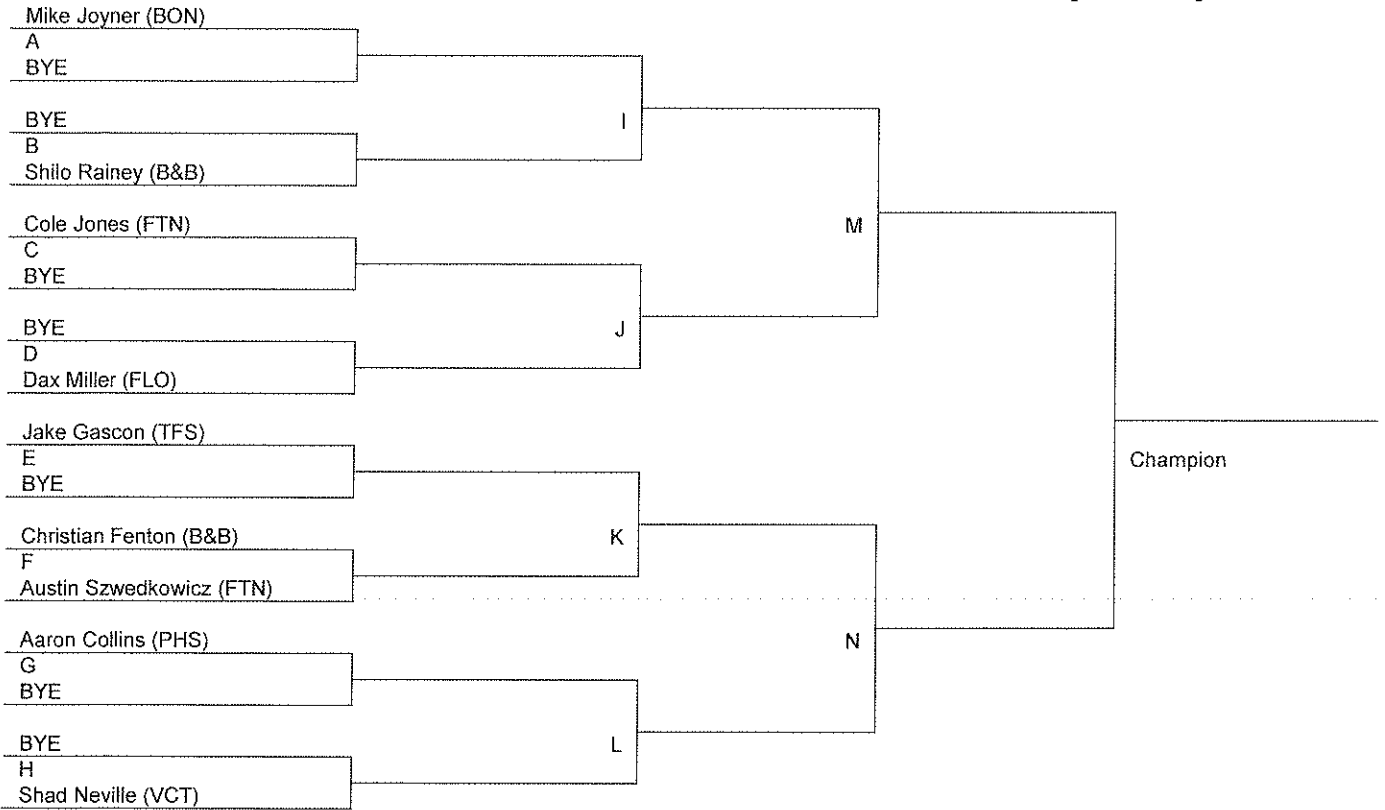 Mike Joyner (BON)
A
BYE
BYE
B
Shilo Rainey (B&B)
I
Cole Jones (FTN)
C
BYE
M
BYE
D
Dax Miller (FLO)
J
Jake Gascon (TFS)
E
BYE
Champion
Christian Fenton (B&B)
F
Austin Szwedkowicz (FTN)
K
Aaron Collins (PHS)
G
BYE
N
BYE
H
Shad Neville (VCT)
L